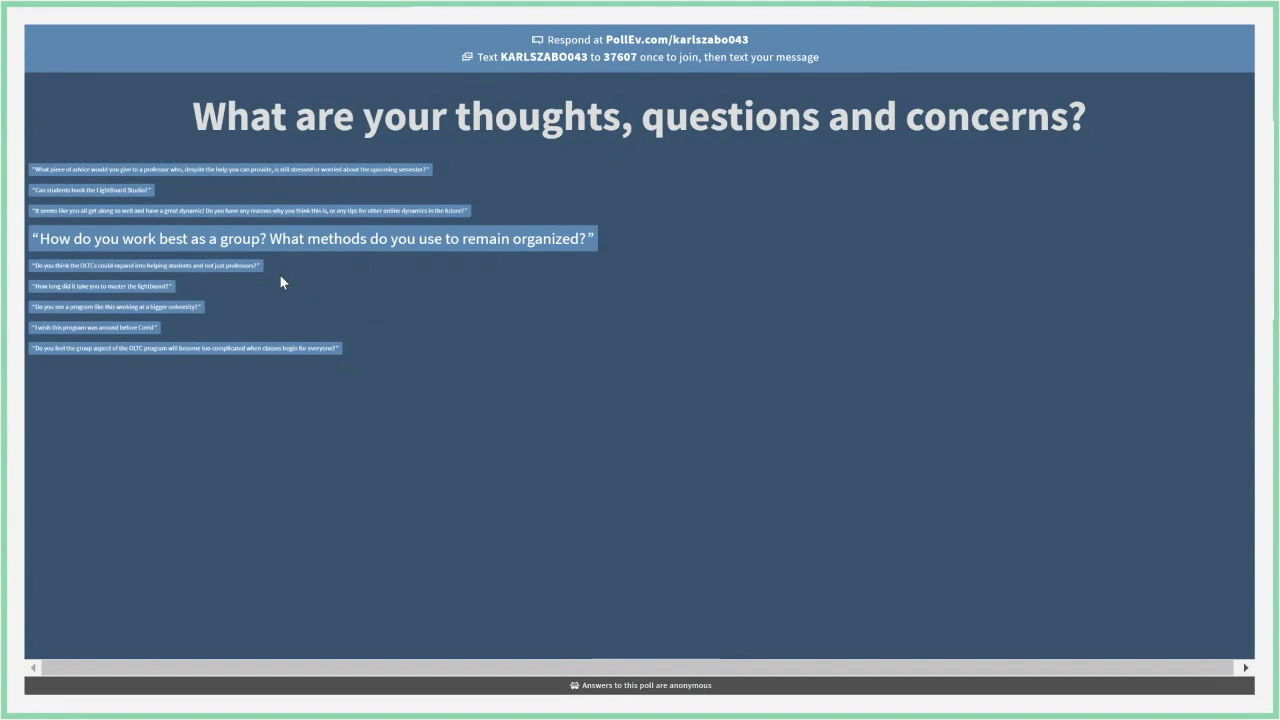 Respond at PollEv.com/karlszabo043
Text KARLSZABO043 to 37607 once to join, then text your message
What are your thoughts, questions and concerns?
“What piece of advice would you give to a professor who, despite the help you can provide, is still stressed or worried about the upcoming semester?”
“Can students book the LightBoard Studio?”
“It seems like you all get along so well and have a great dynamic! Do you have any reasons why you think this is, or any tips for other online dynamics in the future?”
“How do you work best as a group? What methods do you use to remain organized?”
“Do you think the OLTCs could expand into helping students and not just professors?”
“How long did it take you to master the lightboard?”
“Do you see a program like this working at a bigger university?”
“I wish this program was around before Covid”
“Do you feel the group aspect of the OLTC program will become too complicated when classes begin for everyone?”
Answers to this poll are anonymous